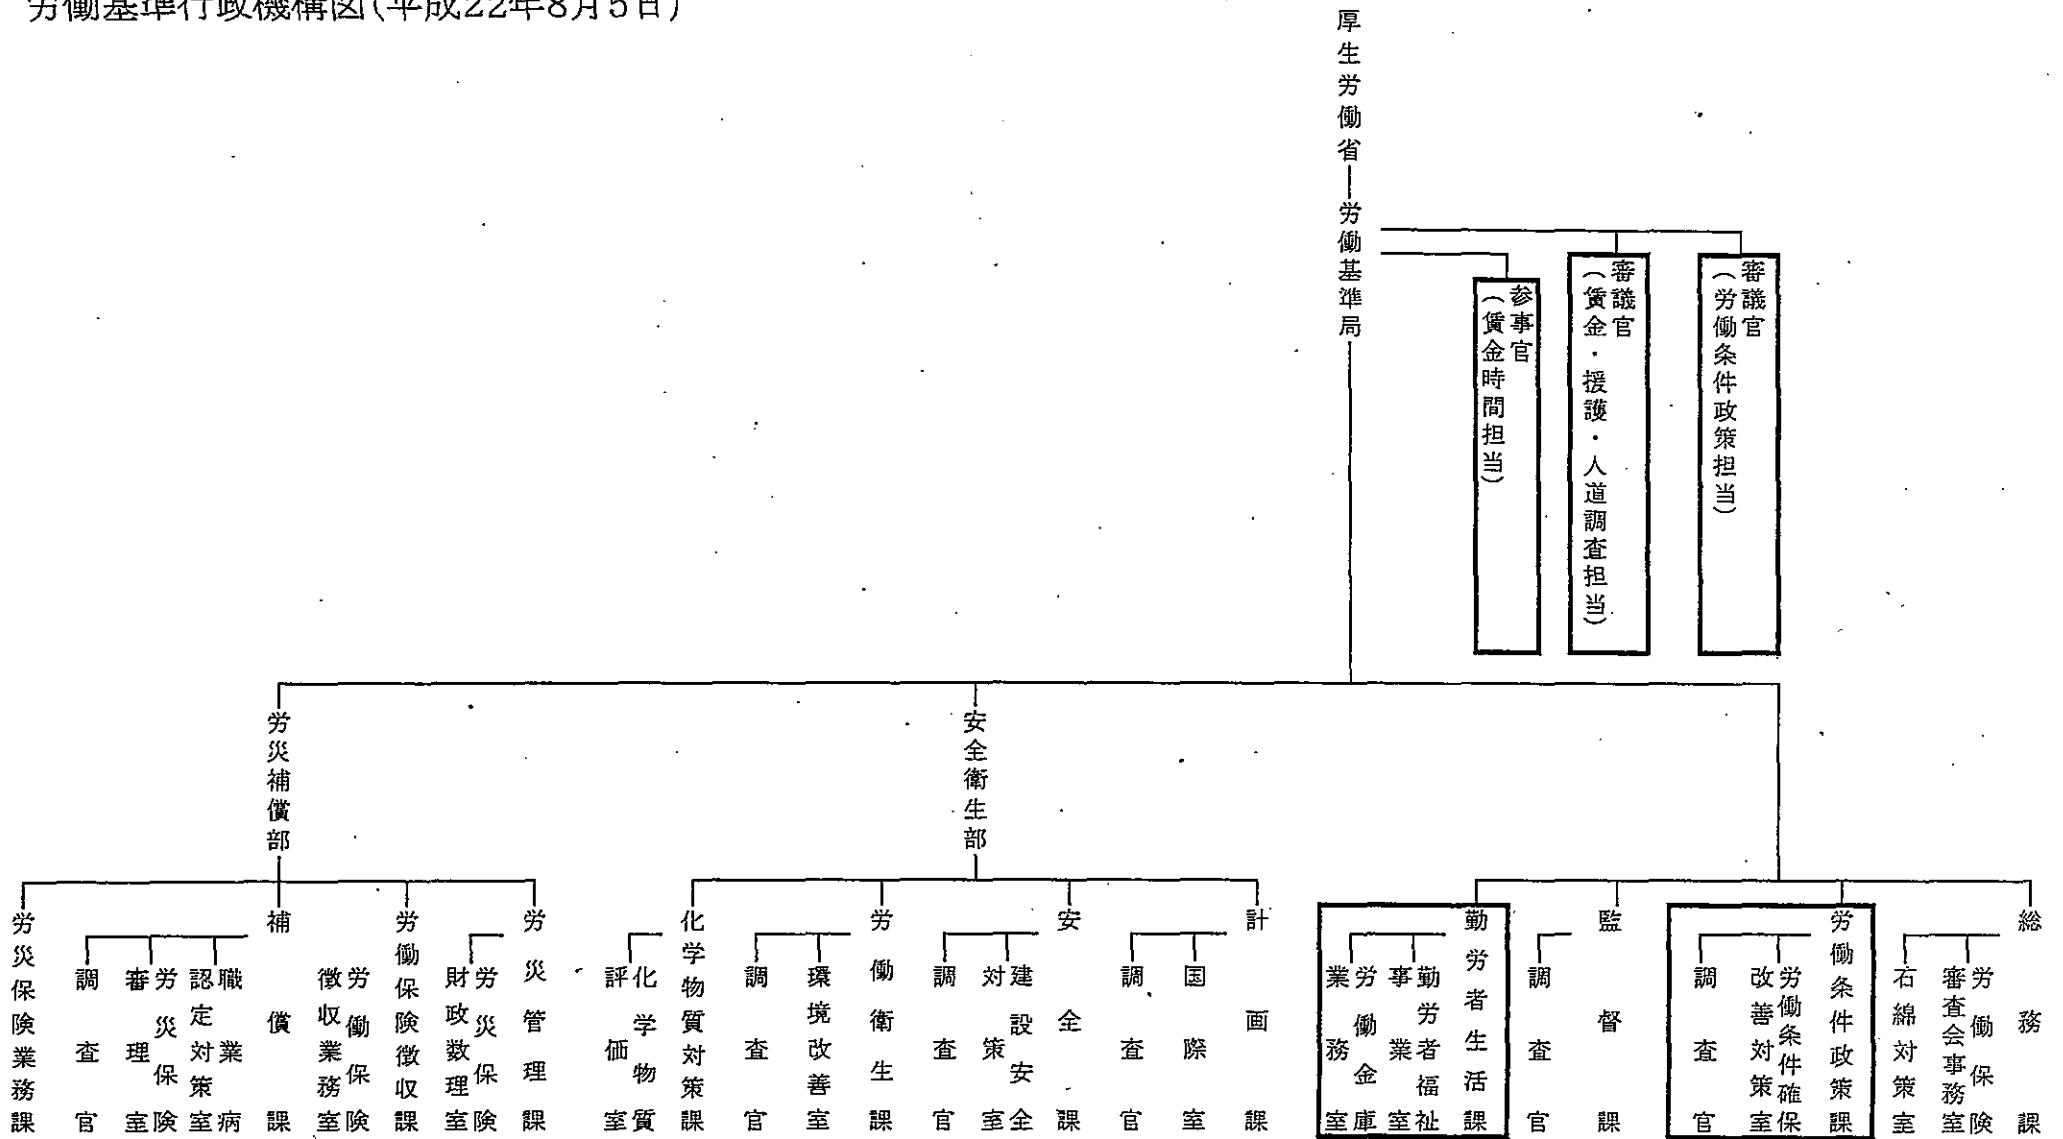 労働基準行政機構図(平成22年8月5日)
厚生労働省
労働基準局
審議官
(労働条件政策担当)
審議官
(賃金・援護・人道調査担当)
参事官
(賃金時間担当)
総務課
労働保険
審査会事務室
石綿対策室
労働条件政策課
労働条件確保
改善対策室
調査官
監督課
調査官
勤労者生活課
勤労者福祉
事業室
労働金庫
業務室
安全衛生部
計画課
国際室
調査官
安全課
建設安全
対策室
調査官
労働衛生課
環境改善室
調査官
化学物質対策課
化学物質
評価室
労災補償部
労災管理課
労災保険
財政数理室
労働保険徴収課
労働保険
徴収業務室
補償課
職業病
認定対策室
労災保険
審理室
調査官
労災保険業務課